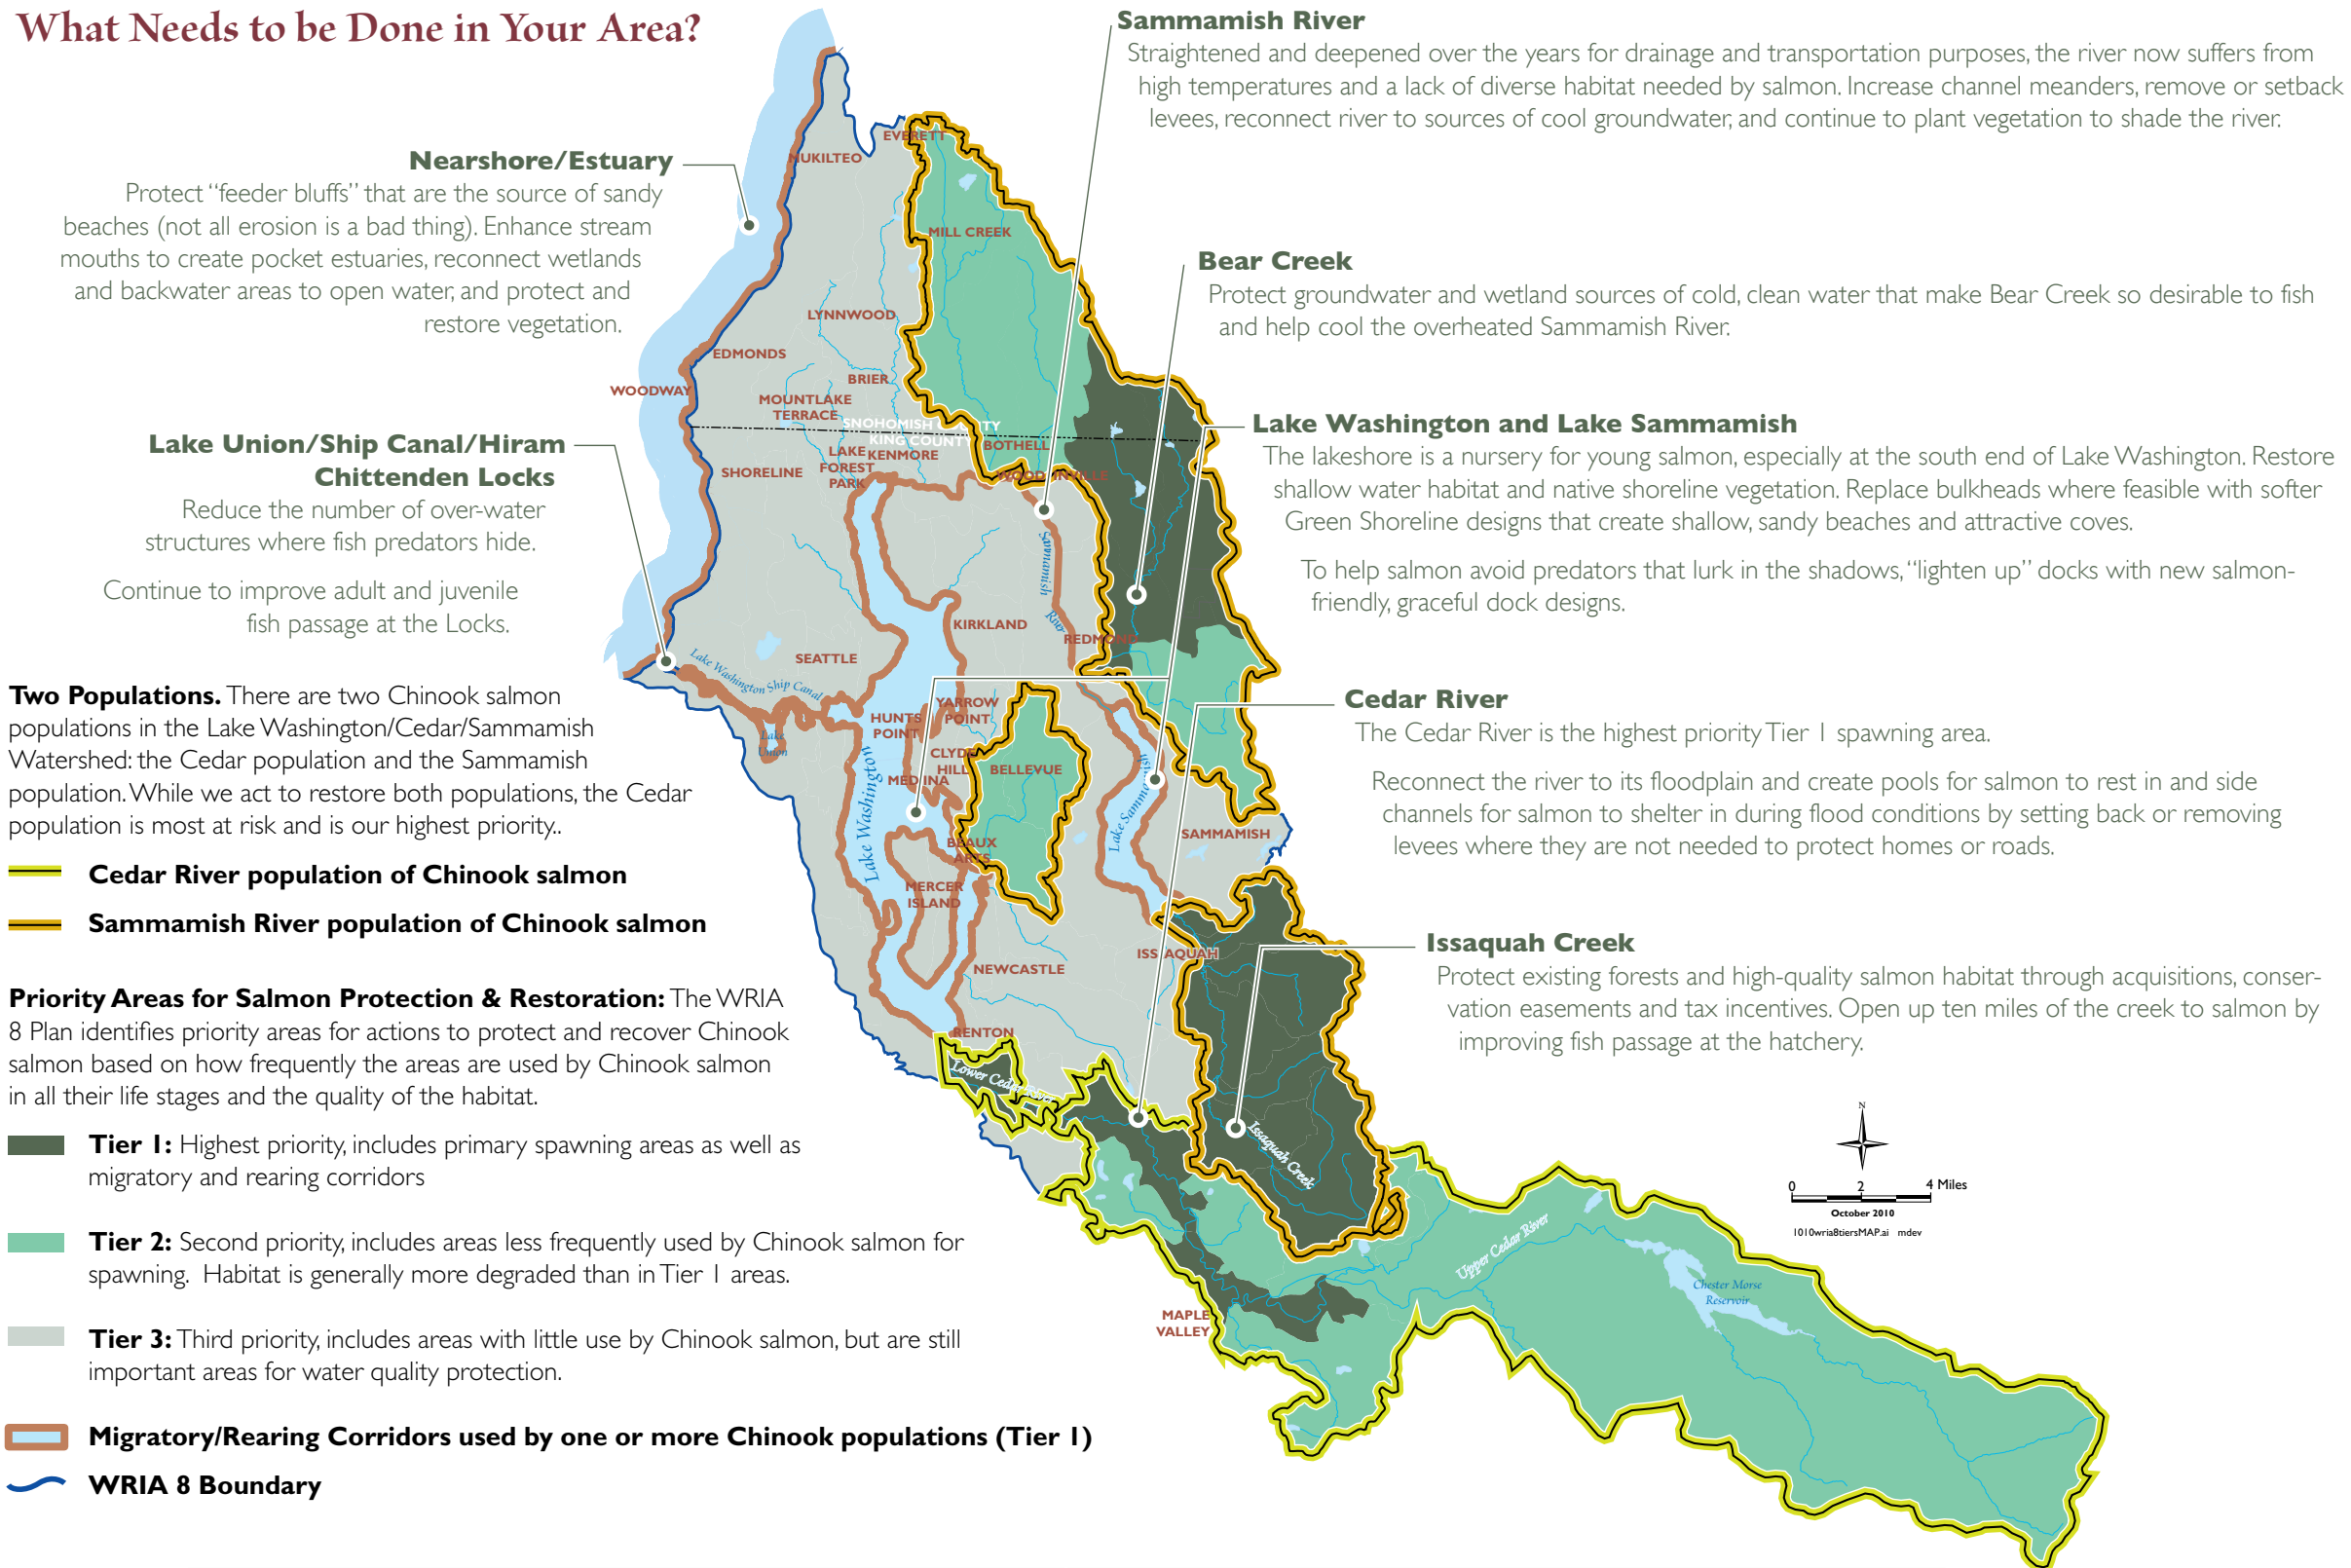 What Needs to be Done in Your Area?
Sammamish River
Straightened and deepened over the years for drainage and transportation purposes, the river now suffers from
high temperatures and a lack of diverse habitat needed by salmon. Increase channel meanders, remove or setback
levees, reconnect river to sources of cool groundwater, and continue to plant vegetation to shade the river.
Nearshore/Estuary
Protect “feeder bluffs” that are the source of sandy
beaches (not all erosion is a bad thing). Enhance stream
mouths to create pocket estuaries, reconnect wetlands
and backwater areas to open water, and protect and
restore vegetation.
Bear Creek
Protect groundwater and wetland sources of cold, clean water that make Bear Creek so desirable to fish
and help cool the overheated Sammamish River.
Lake Union/Ship Canal/Hiram
Chittenden Locks
Reduce the number of over-water
structures where fish predators hide.
Continue to improve adult and juvenile
fish passage at the Locks.
Lake Washington and Lake Sammamish
The lakeshore is a nursery for young salmon, especially at the south end of Lake Washington. Restore
shallow water habitat and native shoreline vegetation. Replace bulkheads where feasible with softer
Green Shoreline designs that create shallow, sandy beaches and attractive coves.
To help salmon avoid predators that lurk in the shadows, “lighten up” docks with new salmon-
friendly, graceful dock designs.
Two Populations. There are two Chinook salmon
populations in the Lake Washington/Cedar/Sammamish
Watershed: the Cedar population and the Sammamish
population. While we act to restore both populations, the Cedar
population is most at risk and is our highest priority..
Cedar River population of Chinook salmon
Sammamish River population of Chinook salmon
Cedar River
The Cedar River is the highest priority Tier 1 spawning area.
Reconnect the river to its floodplain and create pools for salmon to rest in and side
channels for salmon to shelter in during flood conditions by setting back or removing
levees where they are not needed to protect homes or roads.
Issaquah Creek
Protect existing forests and high-quality salmon habitat through acquisitions, conser-
vation easements and tax incentives. Open up ten miles of the creek to salmon by
improving fish passage at the hatchery.
Priority Areas for Salmon Protection & Restoration: The WRIA
8 Plan identifies priority areas for actions to protect and recover Chinook
salmon based on how frequently the areas are used by Chinook salmon
in all their life stages and the quality of the habitat.
Tier 1: Highest priority, includes primary spawning areas as well as
migratory and rearing corridors
Tier 2: Second priority, includes areas less frequently used by Chinook salmon for
spawning. Habitat is generally more degraded than in Tier 1 areas.
Tier 3: Third priority, includes areas with little use by Chinook salmon, but are still
important areas for water quality protection.
Migratory/Rearing Corridors used by one or more Chinook populations (Tier 1)
WRIA 8 Boundary
EVERETT
MUKILTEO
MILL CREEK
LYNNWOOD
EDMONDS
BRIER
WOODWAY
MOUNTLAKE
TERRACE
SNOHOMISH COUNTY
KING COUNTY
BOTHELL
LAKE
FOREST
PARK
KENMORE
SHORELINE
WOODINVILLE
Sammamish
River
KIRKLAND
REDMOND
SEATTLE
Lake Washington Ship Canal
Lake
Union
YARROW
POINT
HUNTS
POINT
CLYDE
HILL
MEDINA
BELLEVUE
Lake Washington
Lake Sammamish
SAMMAMISH
BEAUX
ARTS
MERCER
ISLAND
ISSAQUAH
NEWCASTLE
RENTON
Lower Cedar River
Issaquah Creek
Upper Cedar River
Chester Morse
Reservoir
MAPLE
VALLEY
N
0 2 4 Miles
October 2010
1010wria8tiersMAP.ai mdev